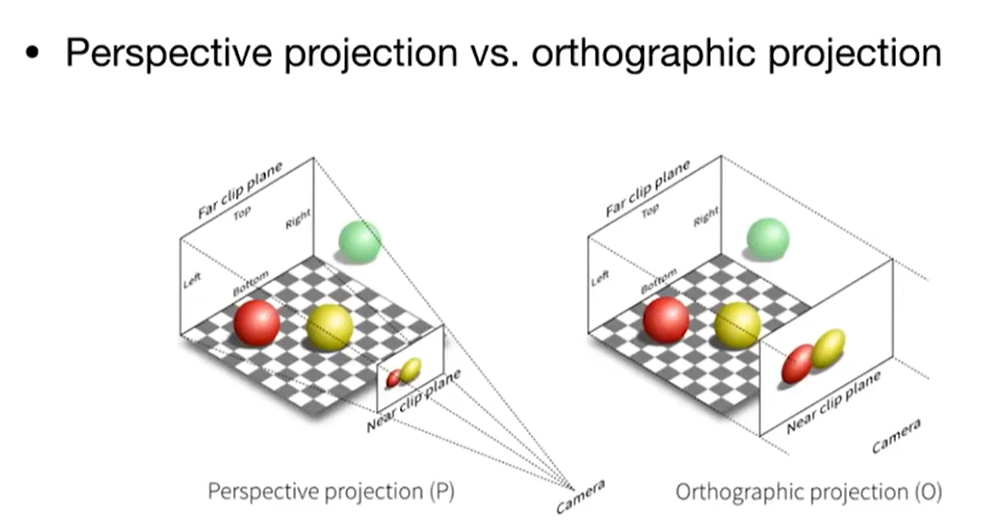 • Perspective projection vs. orthographic projection
Far clip plane
Top
Right
Left
Bottom
Near clip plane
Camera
Perspective projection (P)
Far clip plane
Top
Right
Left
Bottom
Near clip plane
Camera
Orthographic projection (O)